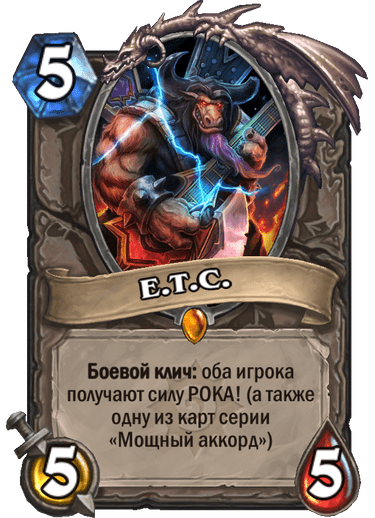 5
E.T.C.
Боевой клич: оба игрока
получают силу РОКА! (а также
одну из карт серии
«Мощный аккорд»)
5
5